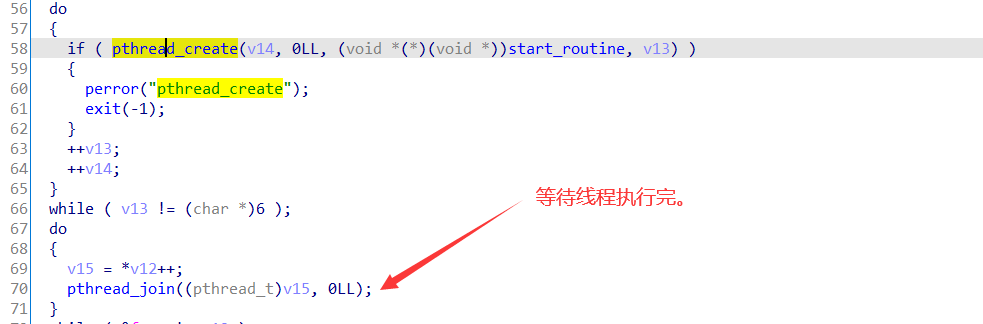 56 do
57 {
58 if ( pthread_create(v14, 0LL, (void *(*)(void *))start_routine, v13) )
59 {
60 perror("pthread_create");
61 exit(-1);
62 }
63 ++v13;
64 ++v14;
65 }
66 while ( v13 != (char *)6 );
67 do
68 {
69 v15 = *v12++;
70 pthread_join((pthread_t)v15, 0LL);
71 }
等待线程执行完。